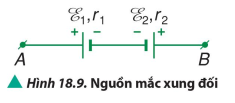 ℰ₁,r₁ ℰ₂,r₂
+ − − +
A B
▲ Hình 18.9. Nguồn mắc xung đối